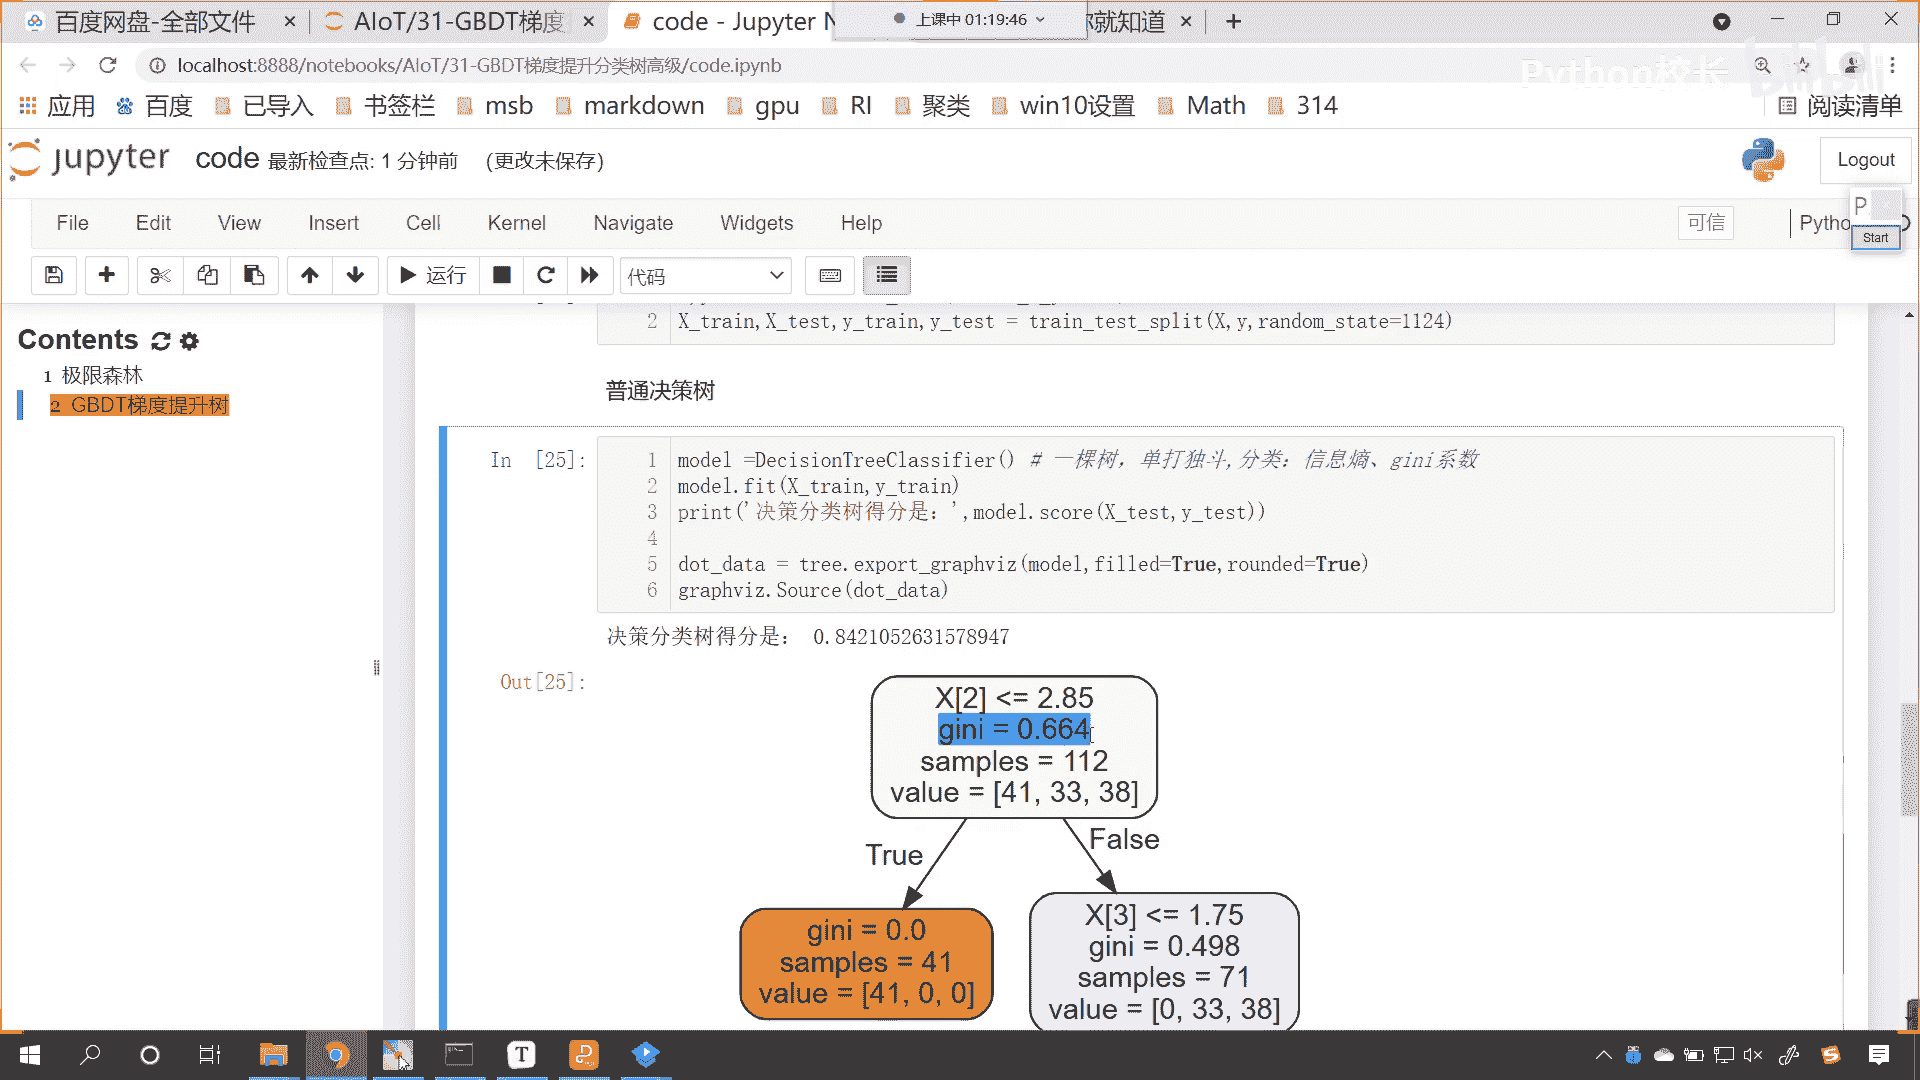 百度网盘-全部文件
AIoT/31-GBDT梯度
code - Jupyter N
上课中 01:19:46
你就知道
localhost:8888/notebooks/AIoT/31-GBDT梯度提升分类树高级/code.ipynb
Python校长
bilibili
应用 百度 已导入 书签栏 msb markdown gpu RI 聚类 win10设置 Math 314 阅读清单
jupyter code 最新检查点: 1 分钟前 (更改未保存)
Logout
File Edit View Insert Cell Kernel Navigate Widgets Help
可信
Pytho
P
Start
运行
代码
Contents
1 极限森林
2 GBDT梯度提升树
2 X_train,X_test,y_train,y_test = train_test_split(X,y,random_state=1124)
普通决策树
In [25]:
1 model =DecisionTreeClassifier() # 一棵树，单打独斗,分类：信息熵、gini系数
2 model.fit(X_train,y_train)
3 print('决策分类树得分是：',model.score(X_test,y_test))
4
5 dot_data = tree.export_graphviz(model,filled=True,rounded=True)
6 graphviz.Source(dot_data)
决策分类树得分是： 0.8421052631578947
Out[25]:
X[2] <= 2.85
gini = 0.664
samples = 112
value = [41, 33, 38]
True
False
gini = 0.0
samples = 41
value = [41, 0, 0]
X[3] <= 1.75
gini = 0.498
samples = 71
value = [0, 33, 38]